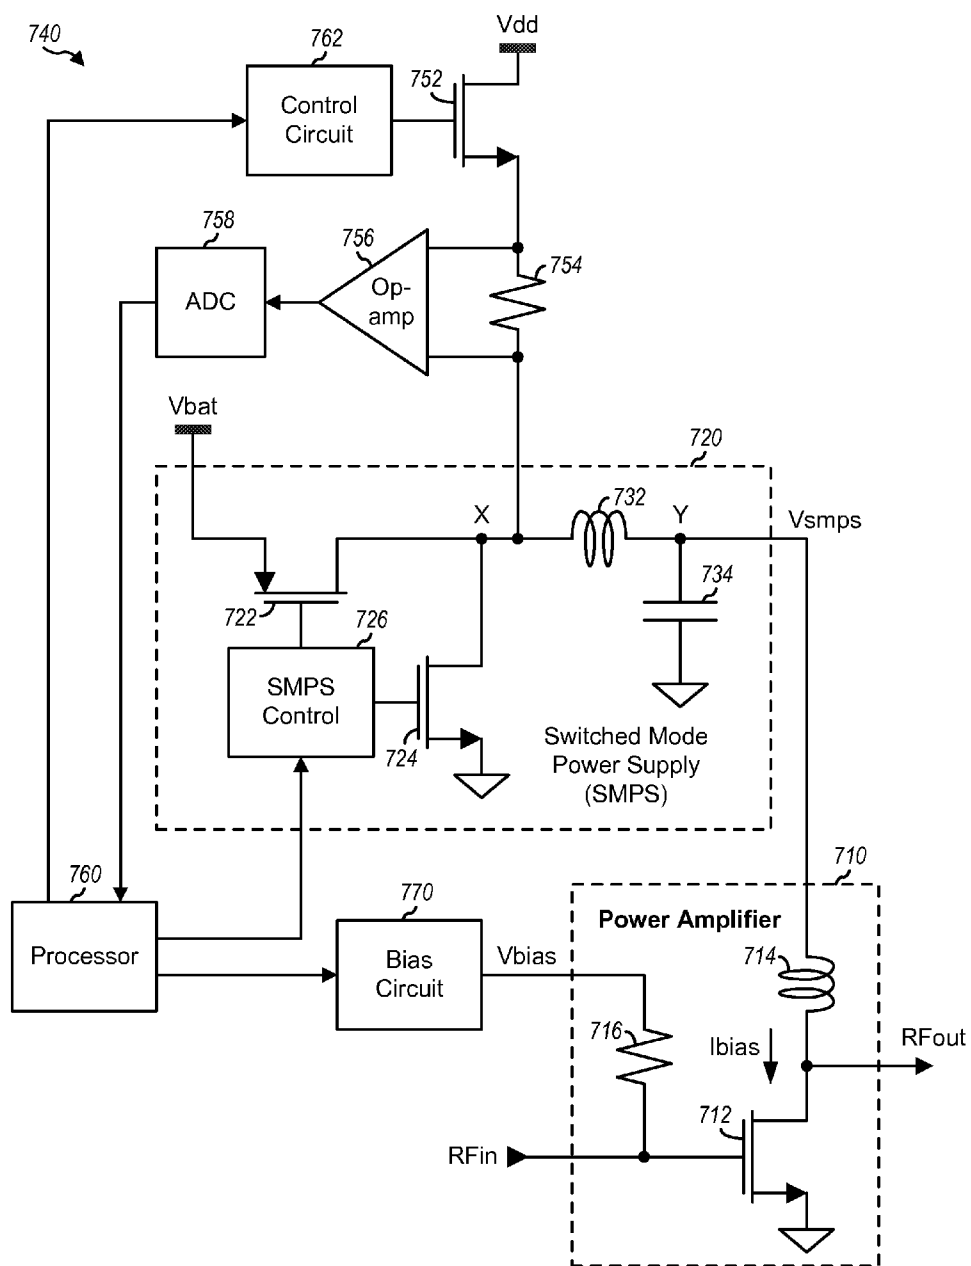 740
762
Vdd
752
Control
Circuit
758
756
754
ADC
Op-
amp
Vbat
720
732
X
Y
Vsmps
734
722
726
SMPS
Control
724
Switched Mode
Power Supply
(SMPS)
760
770
710
Power Amplifier
Processor
Bias
Circuit
Vbias
714
716
Ibias
RFout
712
RFin